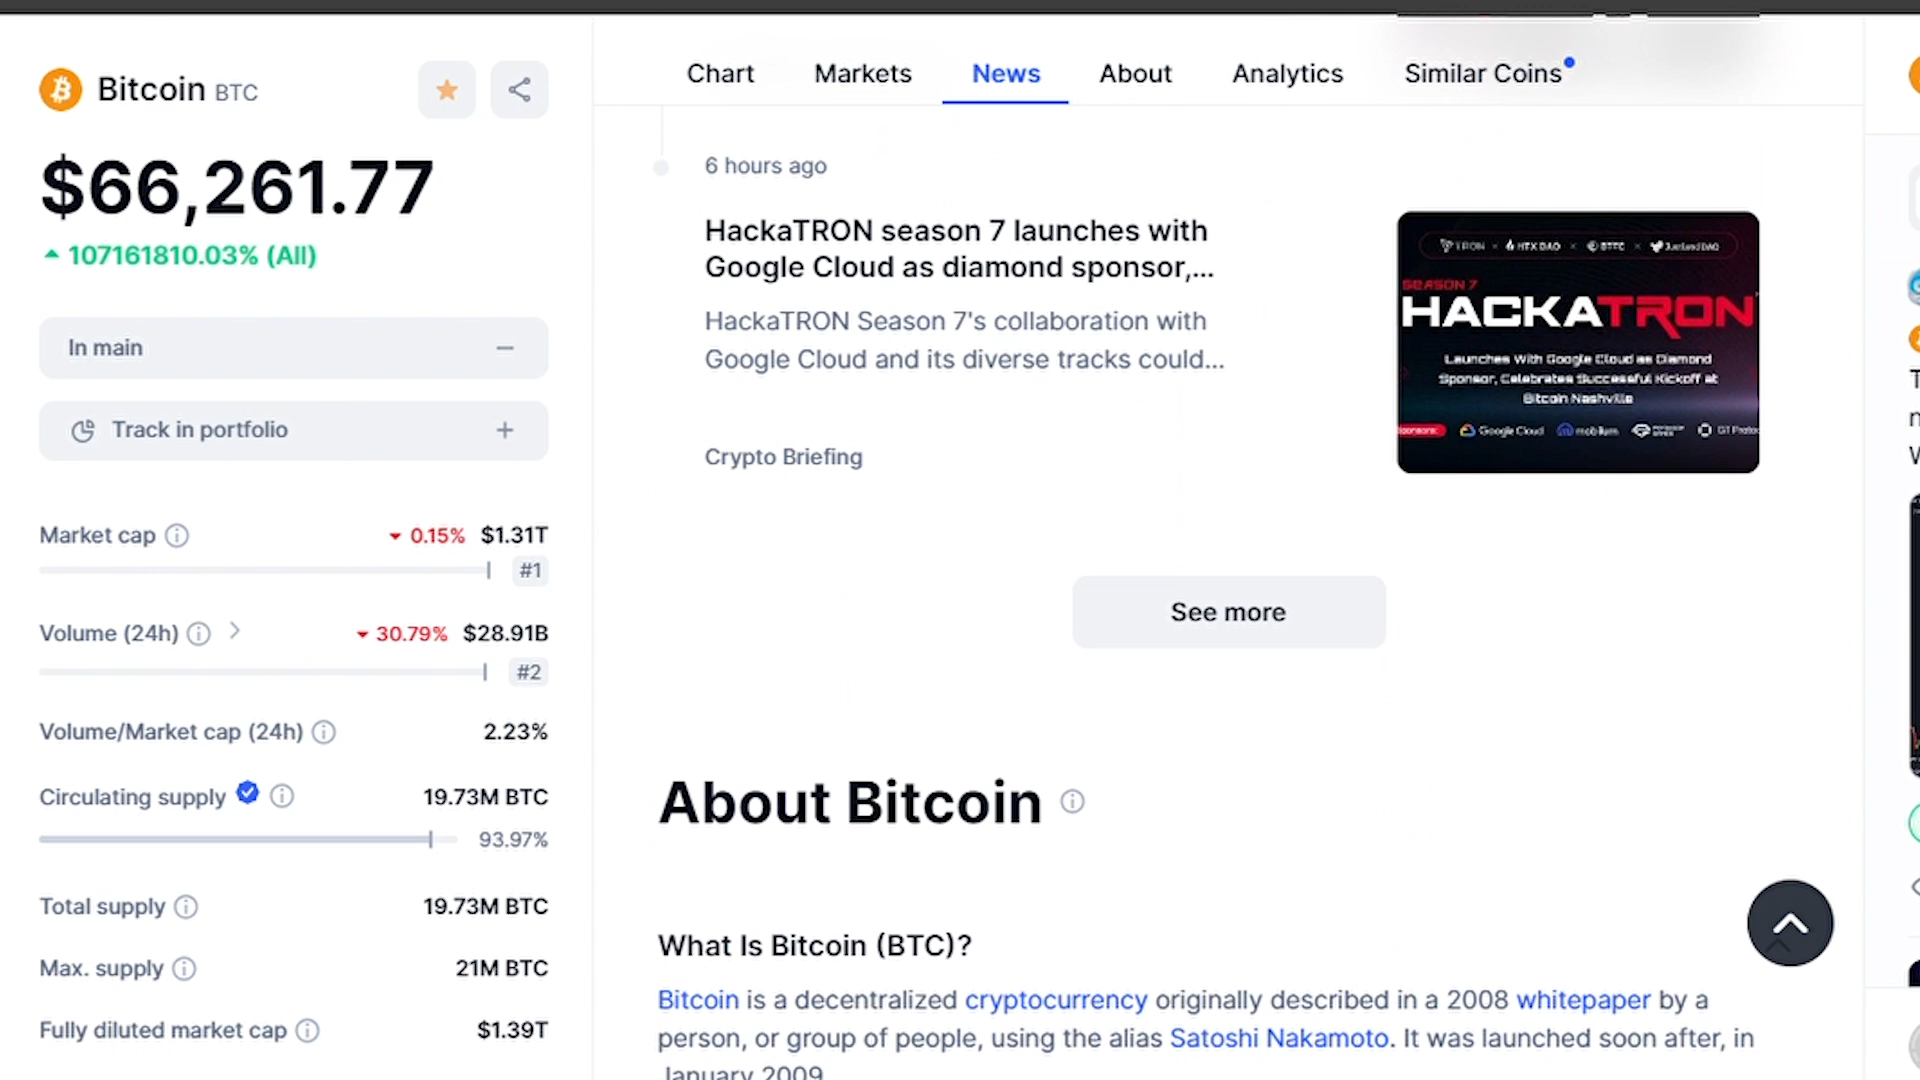 Bitcoin BTC
$66,261.77
107161810.03% (All)
In main
Track in portfolio
Market cap 0.15% $1.31T
#1
Volume (24h) 30.79% $28.91B
#2
Volume/Market cap (24h) 2.23%
Circulating supply 19.73M BTC
93.97%
Total supply 19.73M BTC
Max. supply 21M BTC
Fully diluted market cap $1.39T
Chart Markets News About Analytics Similar Coins
6 hours ago
HackaTRON season 7 launches with
Google Cloud as diamond sponsor,...
HackaTRON Season 7's collaboration with
Google Cloud and its diverse tracks could...
Crypto Briefing
TRON × HTX DAO × BTTC ×
SEASON 7
HACKATRON
Launches With Google Cloud as Diamond
Sponsor, Celebrates Successful Kickoff at
Bitcoin Nashville
Google Cloud
See more
About Bitcoin
What Is Bitcoin (BTC)?
Bitcoin is a decentralized cryptocurrency originally described in a 2008 whitepaper by a
person, or group of people, using the alias Satoshi Nakamoto. It was launched soon after, in
January 2009